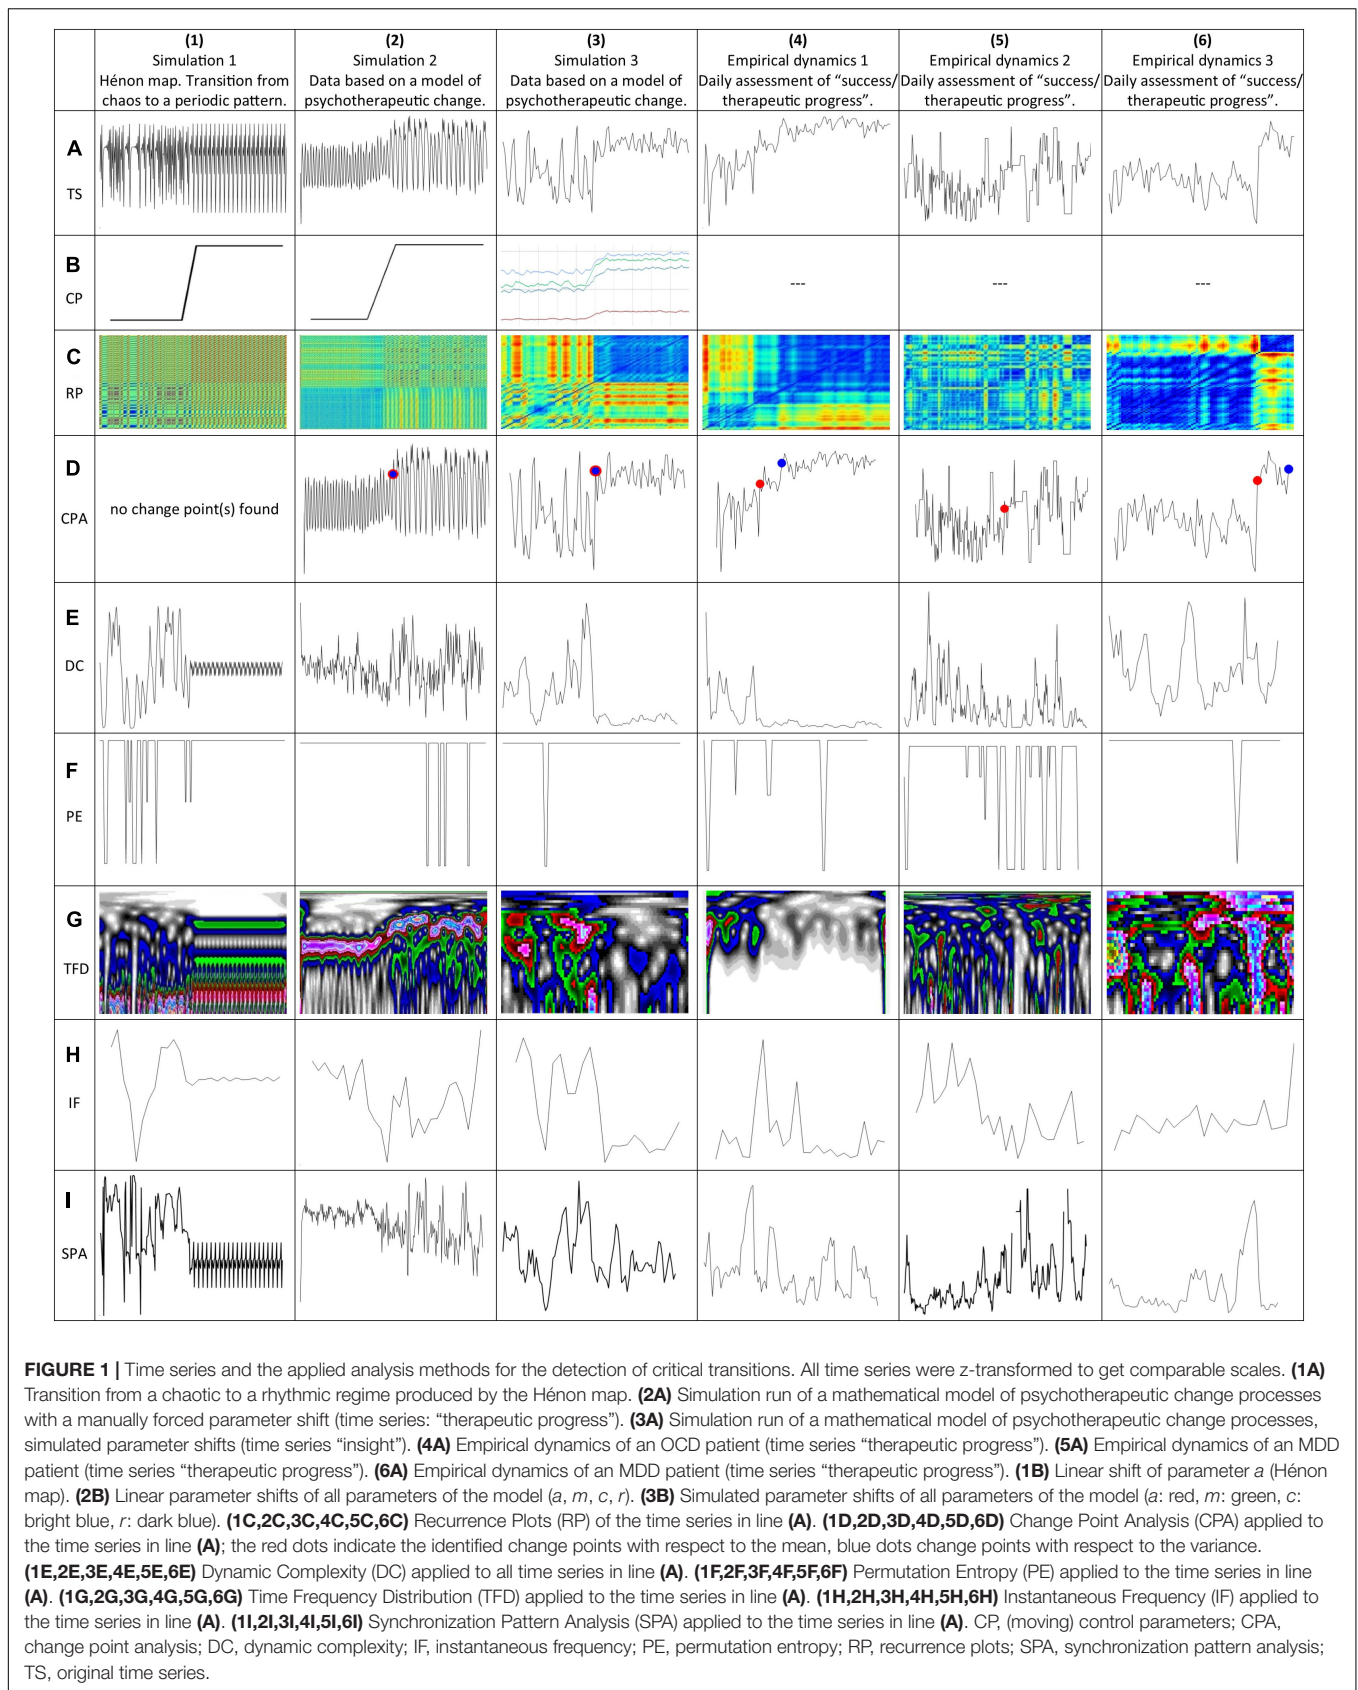 (1) (2) (3) (4) (5) (6)
Simulation 1 Simulation 2 Simulation 3 Empirical dynamics 1 Empirical dynamics 2 Empirical dynamics 3
Hénon map. Transition from Data based on a model of Data based on a model of Daily assessment of “success/ Daily assessment of “success/ Daily assessment of “success/
chaos to a periodic pattern. psychotherapeutic change. psychotherapeutic change. therapeutic progress”. therapeutic progress”. therapeutic progress”.
A
TS
B
CP
--- --- ---
C
RP
D
CPA
no change point(s) found
E
DC
F
PE
G
TFD
H
IF
I
SPA
FIGURE 1 | Time series and the applied analysis methods for the detection of critical transitions. All time series were z-transformed to get comparable scales. (1A)
Transition from a chaotic to a rhythmic regime produced by the Hénon map. (2A) Simulation run of a mathematical model of psychotherapeutic change processes
with a manually forced parameter shift (time series: “therapeutic progress”). (3A) Simulation run of a mathematical model of psychotherapeutic change processes,
simulated parameter shifts (time series “insight”). (4A) Empirical dynamics of an OCD patient (time series “therapeutic progress”). (5A) Empirical dynamics of an MDD
patient (time series “therapeutic progress”). (6A) Empirical dynamics of an MDD patient (time series “therapeutic progress”). (1B) Linear shift of parameter a (Hénon
map). (2B) Linear parameter shifts of all parameters of the model (a, m, c, r). (3B) Simulated parameter shifts of all parameters of the model (a: red, m: green, c:
bright blue, r: dark blue). (1C,2C,3C,4C,5C,6C) Recurrence Plots (RP) of the time series in line (A). (1D,2D,3D,4D,5D,6D) Change Point Analysis (CPA) applied to
the time series in line (A); the red dots indicate the identified change points with respect to the mean, blue dots change points with respect to the variance.
(1E,2E,3E,4E,5E,6E) Dynamic Complexity (DC) applied to all time series in line (A). (1F,2F,3F,4F,5F,6F) Permutation Entropy (PE) applied to the time series in line
(A). (1G,2G,3G,4G,5G,6G) Time Frequency Distribution (TFD) applied to the time series in line (A). (1H,2H,3H,4H,5H,6H) Instantaneous Frequency (IF) applied to
the time series in line (A). (1I,2I,3I,4I,5I,6I) Synchronization Pattern Analysis (SPA) applied to the time series in line (A). CP, (moving) control parameters; CPA,
change point analysis; DC, dynamic complexity; IF, instantaneous frequency; PE, permutation entropy; RP, recurrence plots; SPA, synchronization pattern analysis;
TS, original time series.